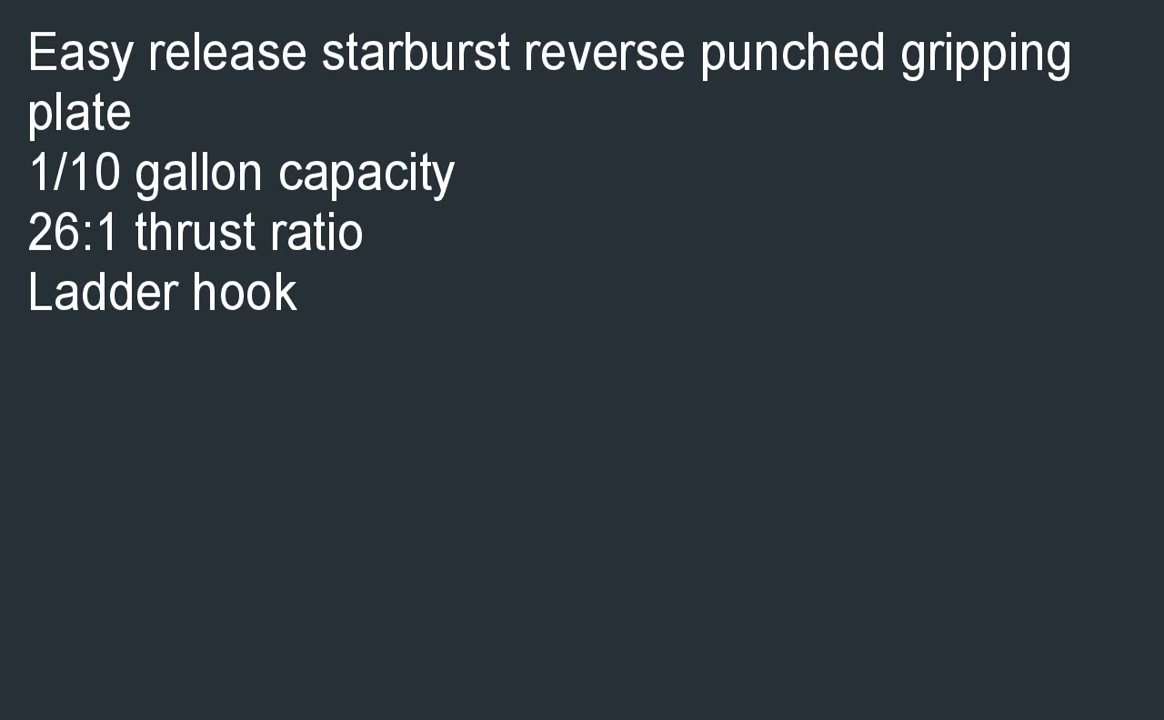 Easy release starburst reverse punched gripping
plate
1/10 gallon capacity
26:1 thrust ratio
Ladder hook